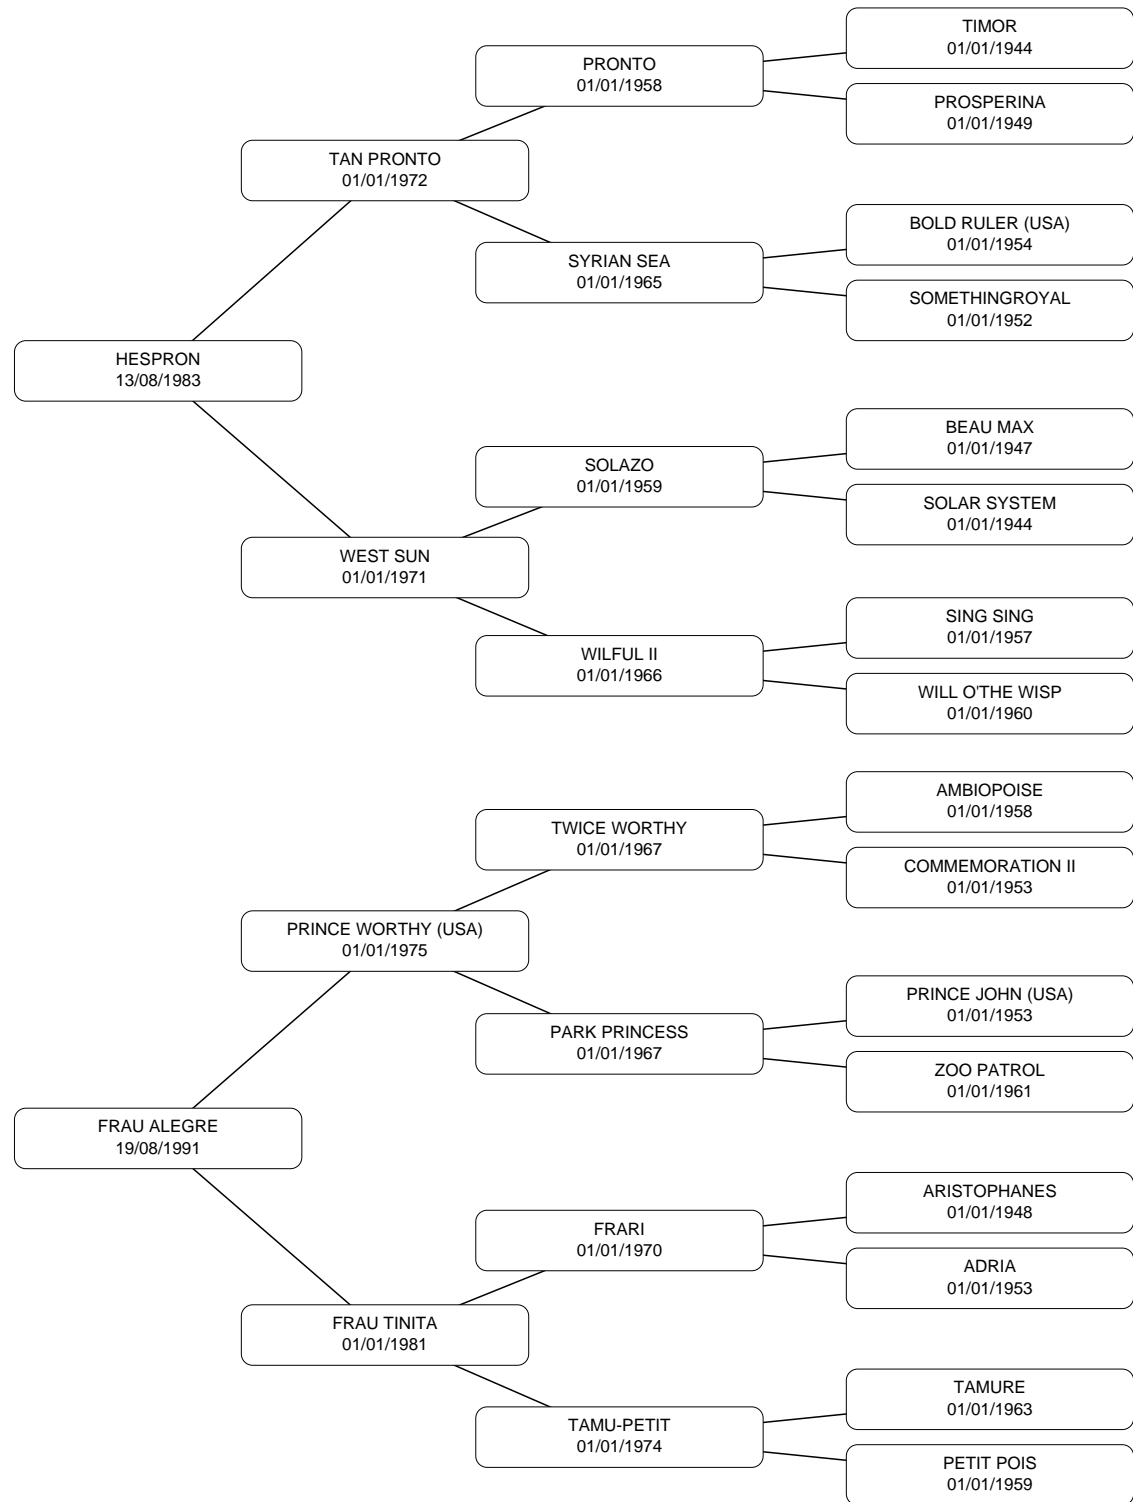 TIMOR
01/01/1944
PRONTO
01/01/1958
PROSPERINA
01/01/1949
TAN PRONTO
01/01/1972
BOLD RULER (USA)
01/01/1954
SYRIAN SEA
01/01/1965
SOMETHINGROYAL
01/01/1952
HESPRON
13/08/1983
BEAU MAX
01/01/1947
SOLAZO
01/01/1959
SOLAR SYSTEM
01/01/1944
WEST SUN
01/01/1971
SING SING
01/01/1957
WILFUL II
01/01/1966
WILL O'THE WISP
01/01/1960
AMBIOPOISE
01/01/1958
TWICE WORTHY
01/01/1967
COMMEMORATION II
01/01/1953
PRINCE WORTHY (USA)
01/01/1975
PRINCE JOHN (USA)
01/01/1953
PARK PRINCESS
01/01/1967
ZOO PATROL
01/01/1961
FRAU ALEGRE
19/08/1991
ARISTOPHANES
01/01/1948
FRARI
01/01/1970
ADRIA
01/01/1953
FRAU TINITA
01/01/1981
TAMURE
01/01/1963
TAMU-PETIT
01/01/1974
PETIT POIS
01/01/1959